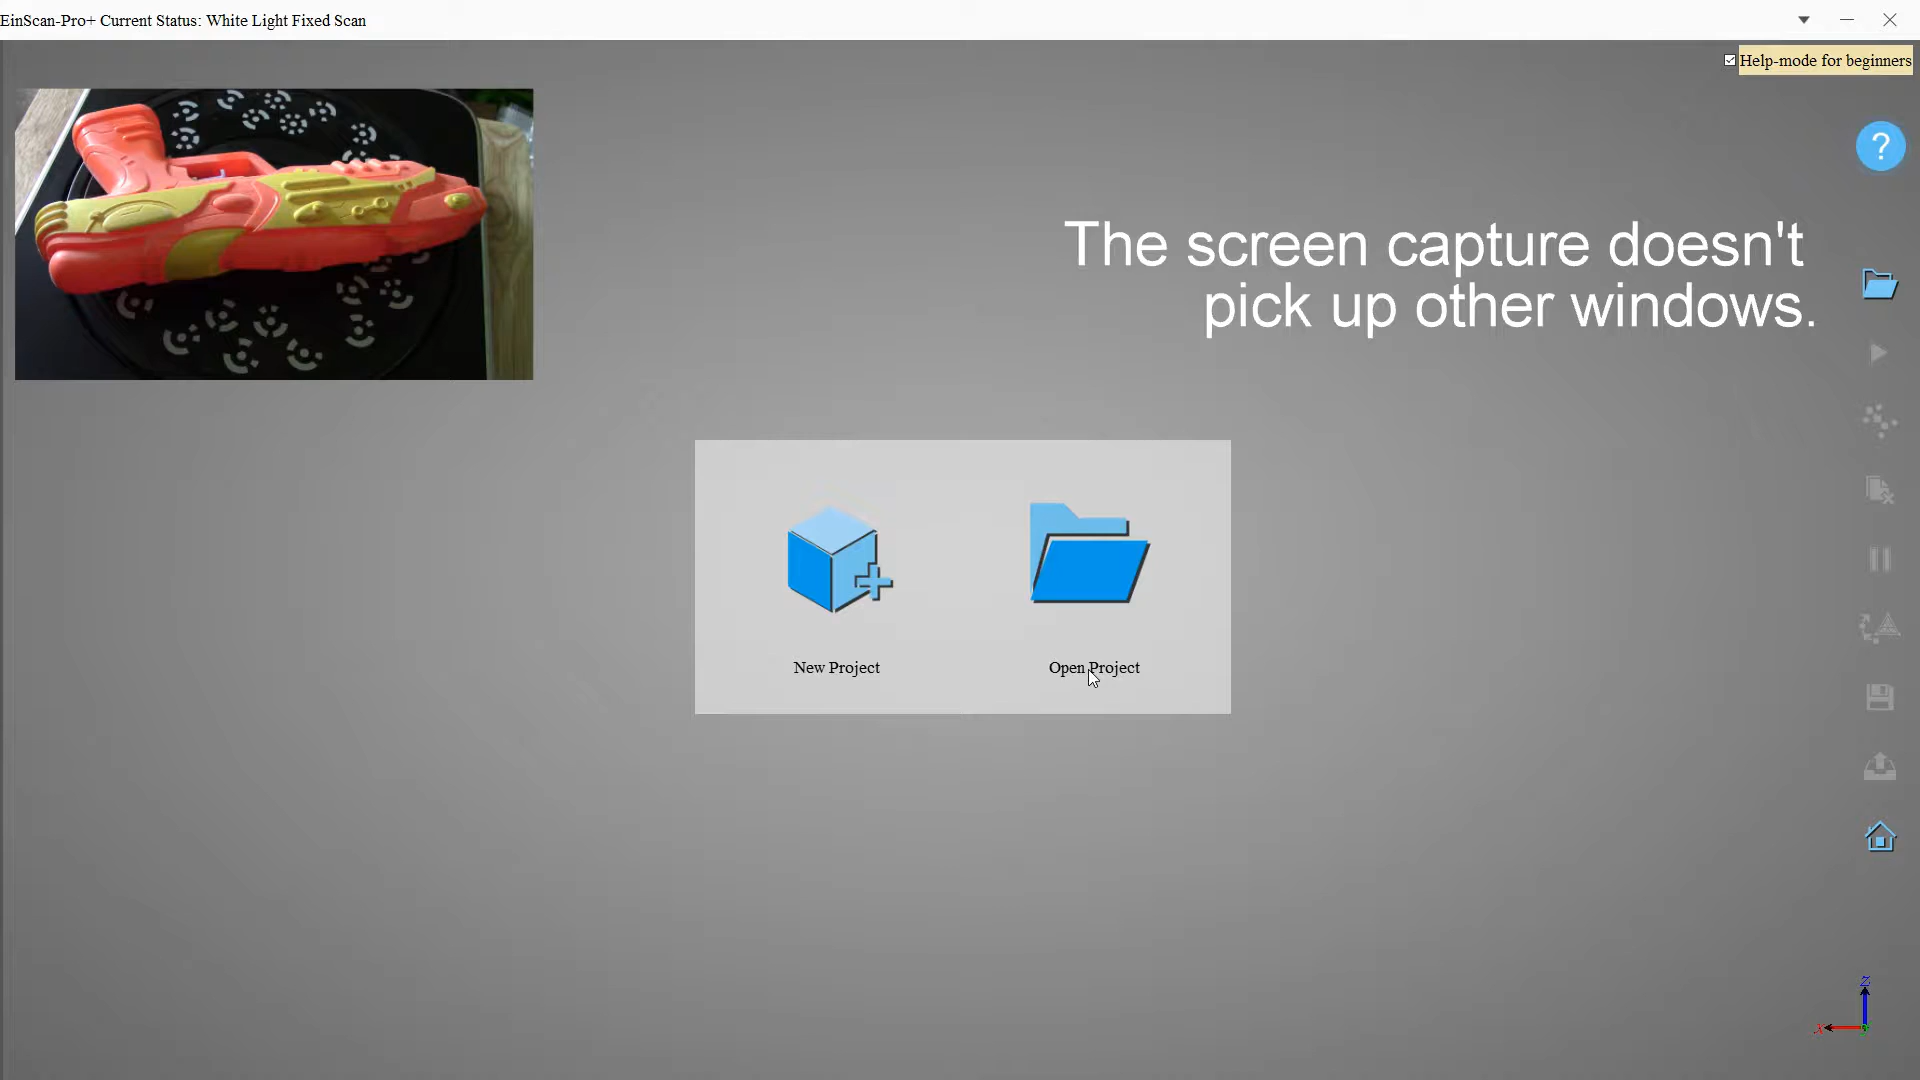 EinScan-Pro+ Current Status: White Light Fixed Scan
Help-mode for beginners
?
The screen capture doesn't
pick up other windows.
New Project
Open Project
Z
X